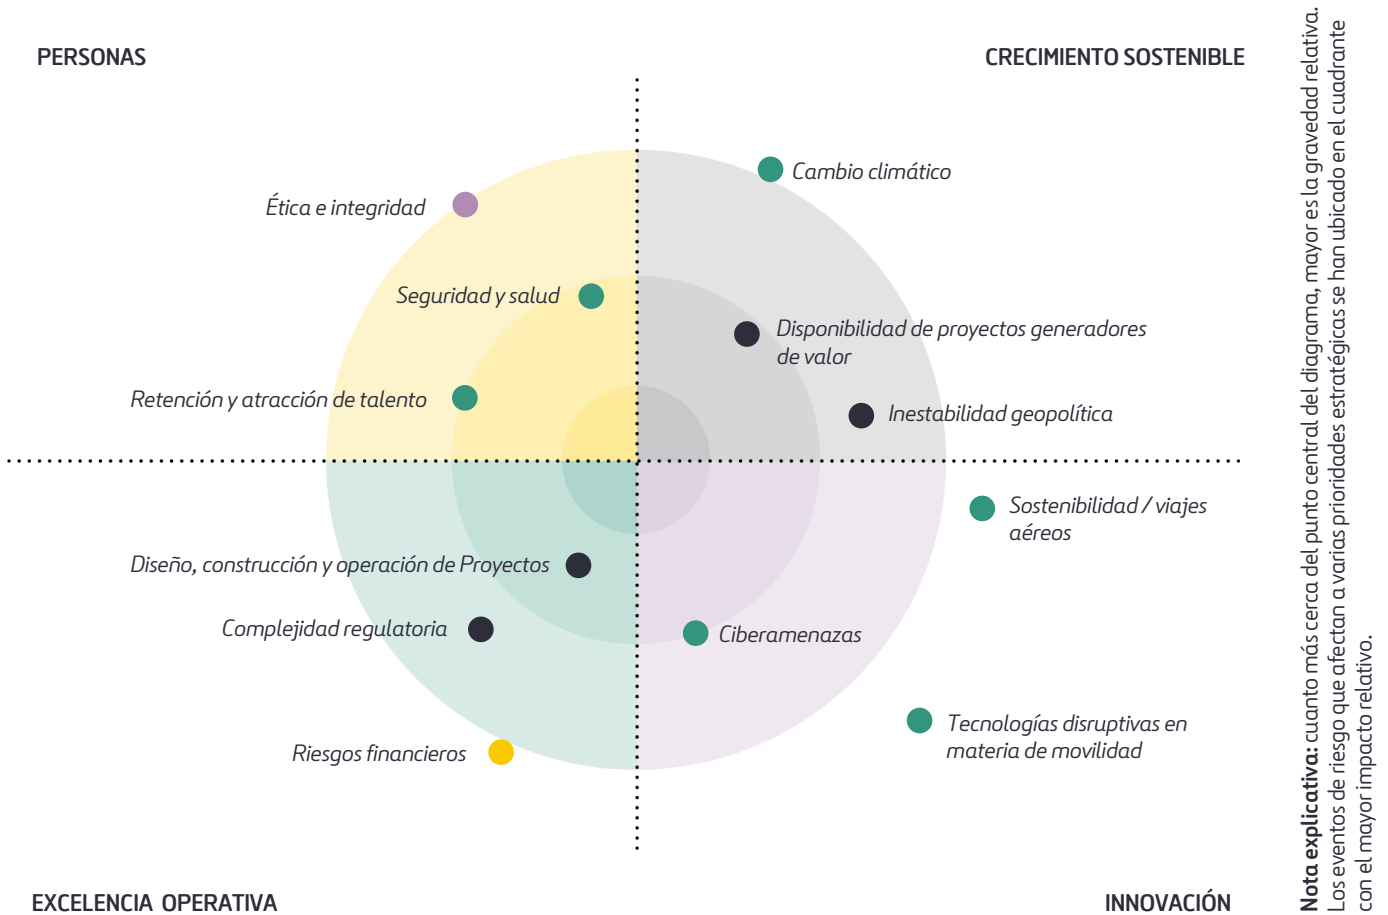 PERSONAS
CRECIMIENTO SOSTENIBLE
Cambio climático
Ética e integridad
Seguridad y salud
Disponibilidad de proyectos generadores
de valor
Retención y atracción de talento
Inestabilidad geopolítica
Sostenibilidad / viajes
aéreos
Diseño, construcción y operación de Proyectos
Complejidad regulatoria
Ciberamenazas
Tecnologías disruptivas en
materia de movilidad
Riesgos financieros
EXCELENCIA OPERATIVA
INNOVACIÓN
Nota explicativa: cuanto más cerca del punto central del diagrama, mayor es la gravedad relativa.
Los eventos de riesgo que afectan a varias prioridades estratégicas se han ubicado en el cuadrante
con el mayor impacto relativo.